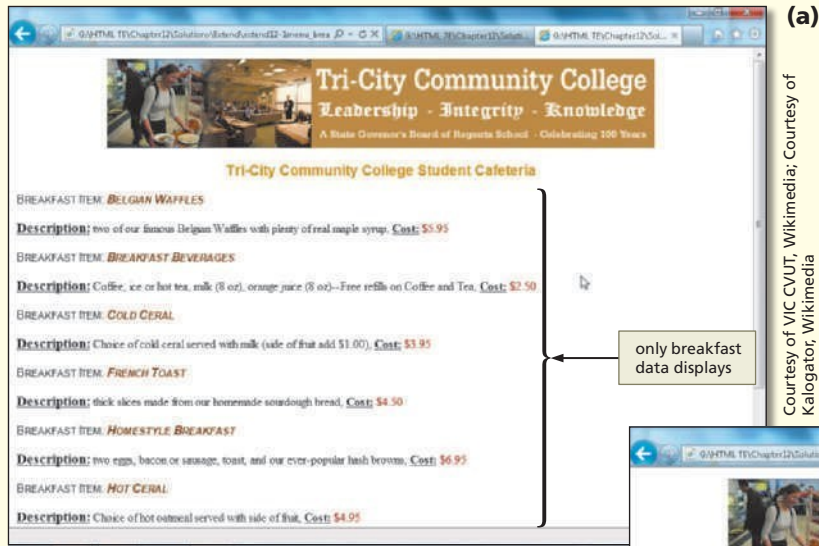 (a)
Tri-City Community College
Leadership - Integrity - Knowledge
A State Governor's Board of Regents School - Celebrating 100 Years
Tri-City Community College Student Cafeteria
BREAKFAST ITEM: BELGIAN WAFFLES
Description: two of our famous Belgian Waffles with plenty of real maple syrup, Cost: $5.95
BREAKFAST ITEM: BREAKFAST BEVERAGES
Description: Coffee, ice or hot tea, milk (8 oz), orange juice (8 oz)--Free refills on Coffee and Tea, Cost: $2.50
BREAKFAST ITEM: COLD CERAL
Description: Choice of cold ceral served with milk (side of fruit add $1.00), Cost: $3.95
BREAKFAST ITEM: FRENCH TOAST
Description: thick slices made from our homemade sourdough bread, Cost: $4.50
BREAKFAST ITEM: HOMESTYLE BREAKFAST
Description: two eggs, bacon or sausage, toast, and our ever-popular hash browns, Cost: $6.95
BREAKFAST ITEM: HOT CERAL
Description: Choice of hot oatmeal served with side of fruit, Cost: $4.95
only breakfast
data displays
Courtesy of VIC CVUT, Wikimedia; Courtesy of
Kalogator, Wikimedia